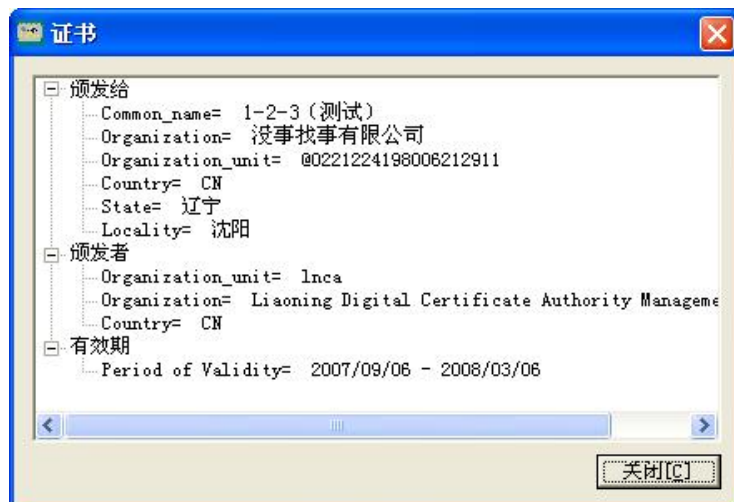 证书
颁发给
Common_name= 1-2-3（测试）
Organization= 没事找事有限公司
Organization_unit= @0221224198006212911
Country= CN
State= 辽宁
Locality= 沈阳
颁发者
Organization_unit= lnca
Organization= Liaoning Digital Certificate Authority Manageme
Country= CN
有效期
Period of Validity= 2007/09/06 - 2008/03/06
关闭[C]